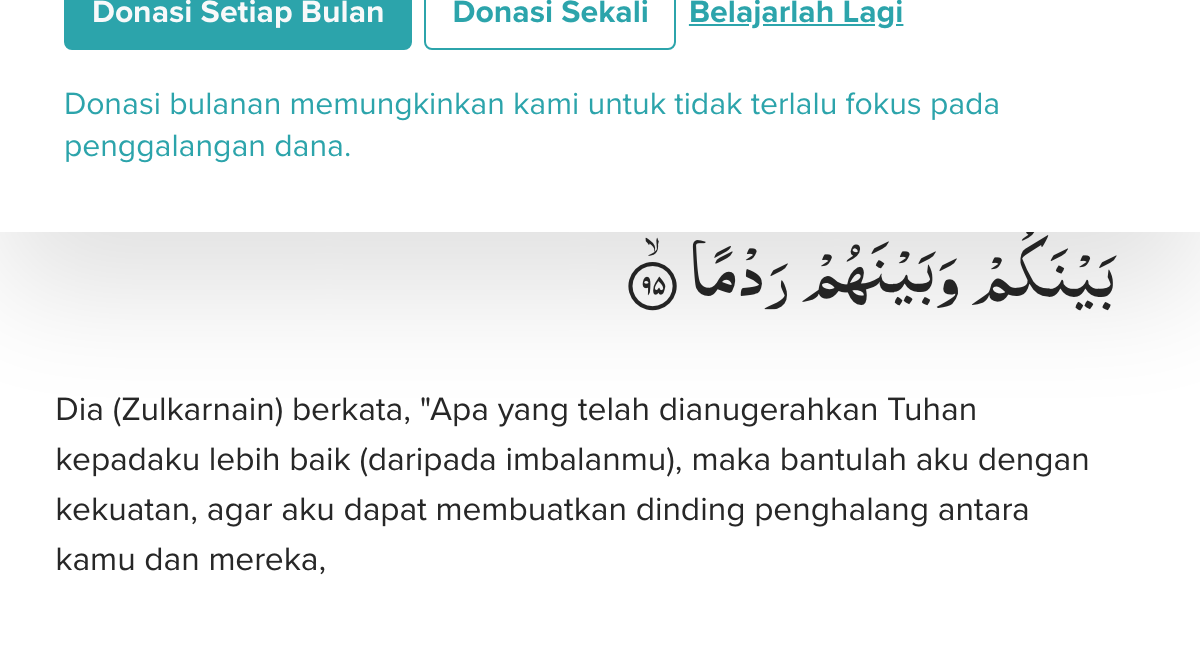 Donasi Setiap Bulan Donasi Sekali Belajarlah Lagi
Donasi bulanan memungkinkan kami untuk tidak terlalu fokus pada
penggalangan dana.
بَيْنَكُمْ وَبَيْنَهُمْ رَدْمًا ۙ ۹۵
Dia (Zulkarnain) berkata, "Apa yang telah dianugerahkan Tuhan
kepadaku lebih baik (daripada imbalanmu), maka bantulah aku dengan
kekuatan, agar aku dapat membuatkan dinding penghalang antara
kamu dan mereka,